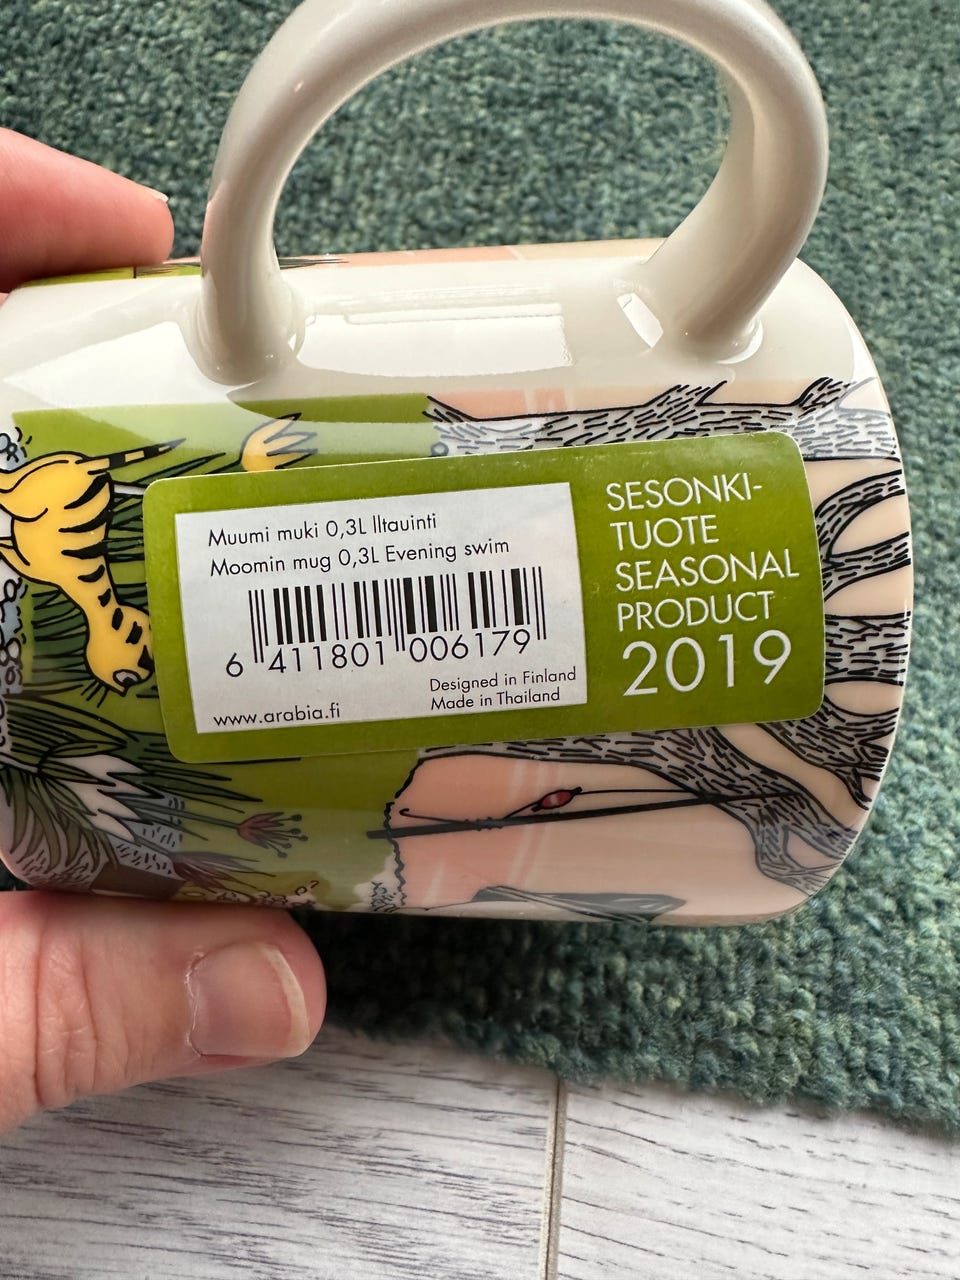 Muumi muki 0,3L Iltauinti
Moomin mug 0,3L Evening swim
6 411801 006179
Designed in Finland
Made in Thailand
www.arabia.fi
SESONKI-
TUOTE
SEASONAL
PRODUCT
2019